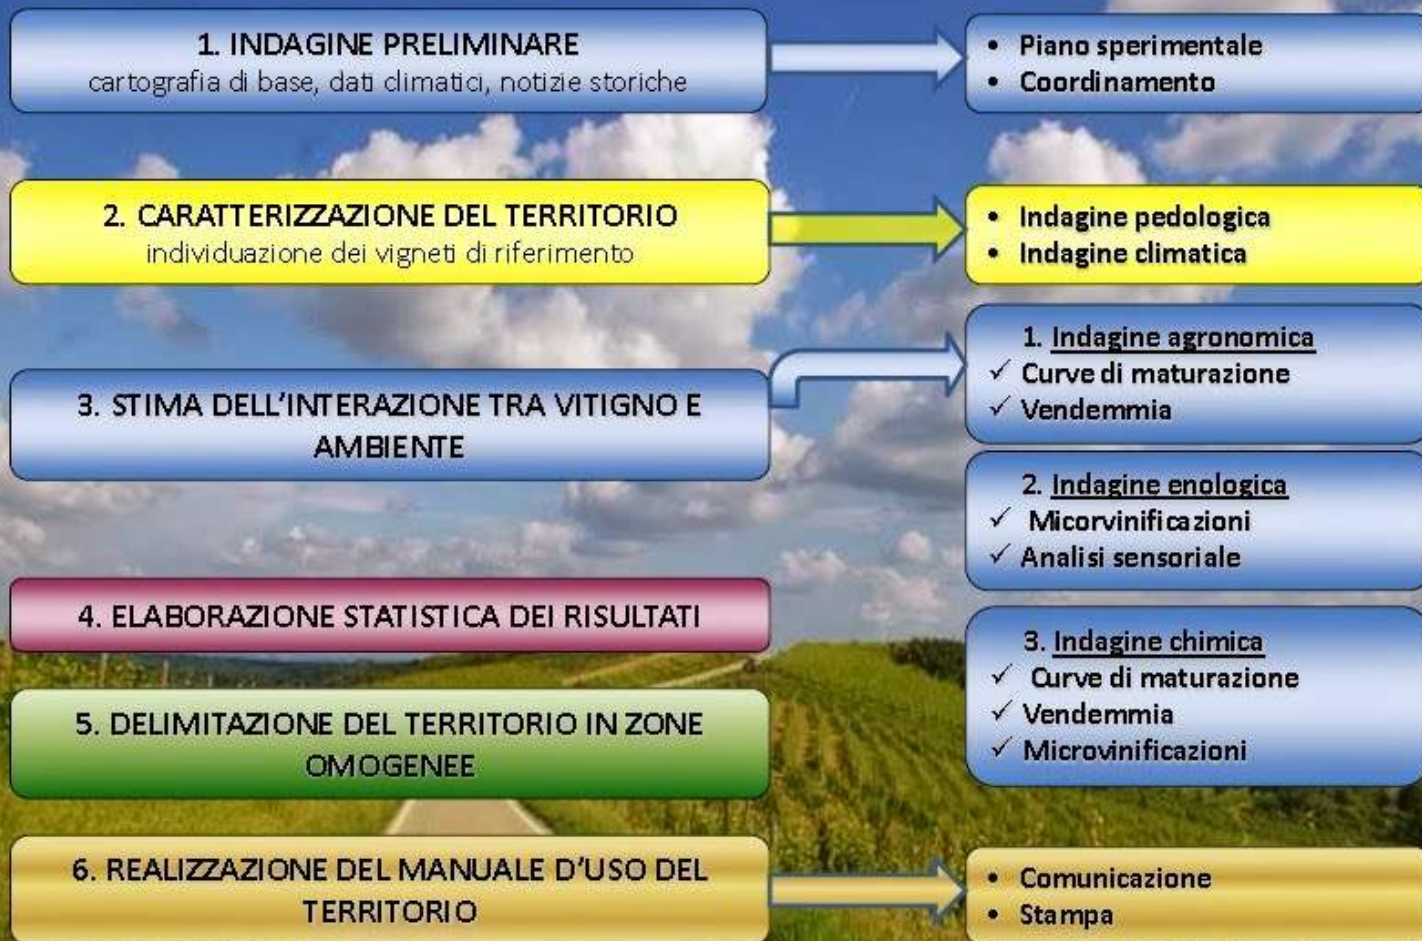 1. INDAGINE PRELIMINARE
cartografia di base, dati climatici, notizie storiche
• Piano sperimentale
• Coordinamento
2. CARATTERIZZAZIONE DEL TERRITORIO
individuazione dei vigneti di riferimento
• Indagine pedologica
• Indagine climatica
3. STIMA DELL'INTERAZIONE TRA VITIGNO E
AMBIENTE
1. Indagine agronomica
✓ Curve di maturazione
✓ Vendemmia
2. Indagine enologica
✓ Micorvinificazioni
✓ Analisi sensoriale
3. Indagine chimica
✓ Curve di maturazione
✓ Vendemmia
✓ Microvinificazioni
4. ELABORAZIONE STATISTICA DEI RISULTATI
5. DELIMITAZIONE DEL TERRITORIO IN ZONE
OMOGENEE
6. REALIZZAZIONE DEL MANUALE D'USO DEL
TERRITORIO
• Comunicazione
• Stampa